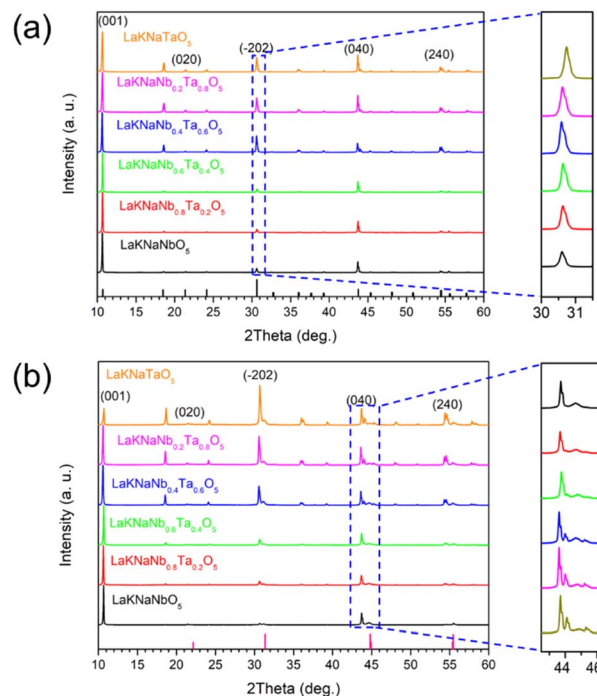 (a)
(001)
LaKNaTaO₅
(020)
(-202)
(040)
(240)
LaKNaNb₀.₂Ta₀.₈O₅
LaKNaNb₀.₄Ta₀.₆O₅
LaKNaNb₀.₆Ta₀.₄O₅
LaKNaNb₀.₈Ta₀.₂O₅
LaKNaNbO₅
Intensity (a. u.)
10 15 20 25 30 35 40 45 50 55 60
2Theta (deg.)
30 31
(b)
LaKNaTaO₅
(001)
(020)
(-202)
(040)
(240)
LaKNaNb₀.₂Ta₀.₈O₅
LaKNaNb₀.₄Ta₀.₆O₅
LaKNaNb₀.₆Ta₀.₄O₅
LaKNaNb₀.₈Ta₀.₂O₅
LaKNaNbO₅
Intensity (a. u.)
10 15 20 25 30 35 40 45 50 55 60
2Theta (deg.)
44 46